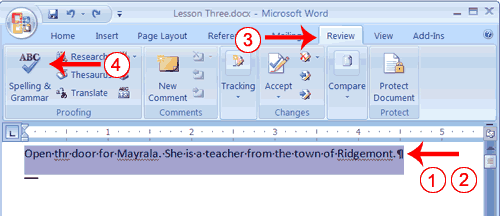 Lesson Three.docx - Microsoft Word
Home Insert Page Layout Refere Mailing Review View Add-Ins
3
ABC Research ABC
Spelling & Grammar
Thesaurus
Translate
4
New Comment
Tracking
Accept
Compare
Protect Document
Proofing Comments Changes Protect
L 1 2 3 4 5
Open·thr·door·for·Mayrala.·She·is·a·teacher·from·the·town·of·Ridgemont.¶
1 2